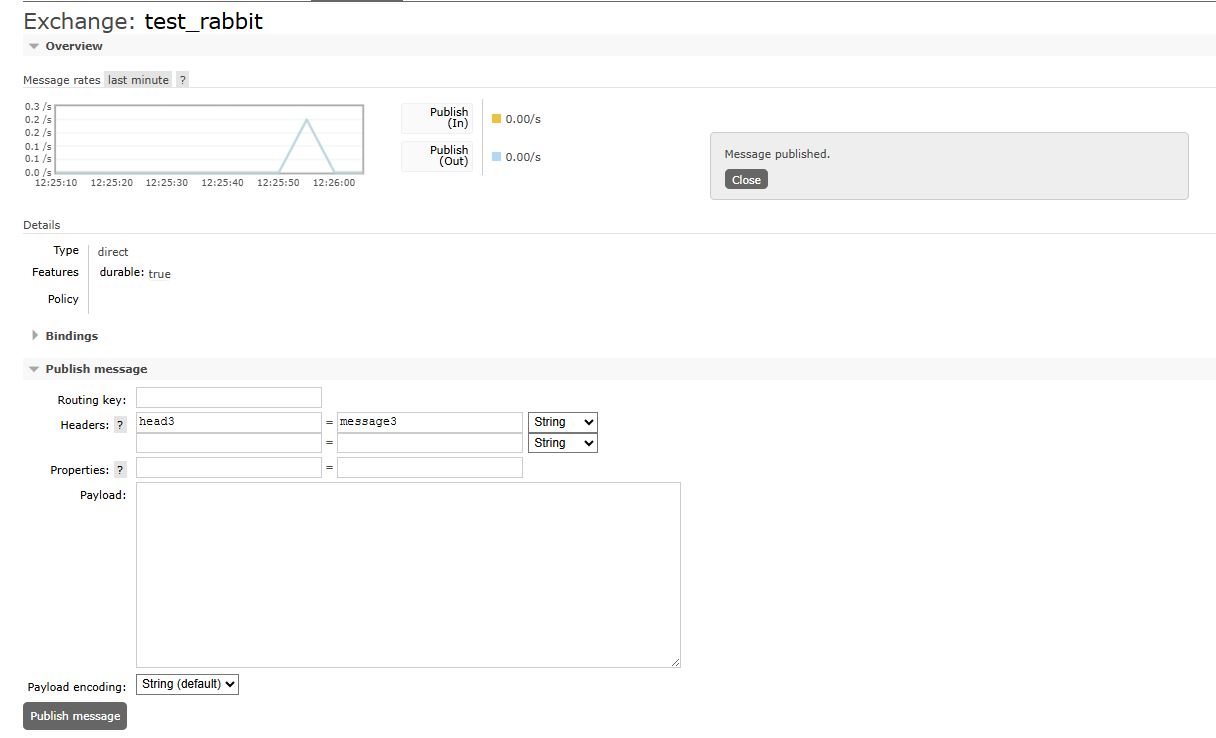 Exchange: test_rabbit
Overview
Message rates last minute ?
0.3 /s
0.2 /s
0.2 /s
0.1 /s
0.1 /s
0.0 /s
12:25:10 12:25:20 12:25:30 12:25:40 12:25:50 12:26:00
Publish
(In)
0.00/s
Publish
(Out)
0.00/s
Message published.
Close
Details
Type direct
Features durable: true
Policy
Bindings
Publish message
Routing key:
Headers: ? head3 = message3 String
= String
Properties: ? =
Payload:
Payload encoding: String (default)
Publish message